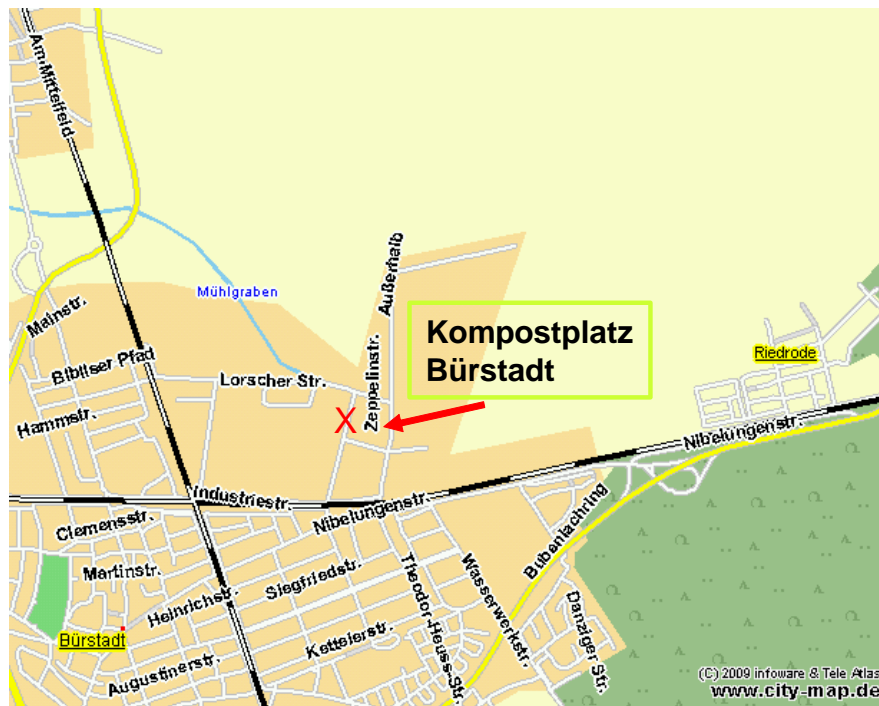 Am Mittelfeld
Mühlgraben
Außerhalb
Mainstr.
Kompostplatz
Bürstadt
Riedrode
Bibliser Pfad
Lorscher Str.
Zeppelinstr.
X
Hammstr.
Nibelungenstr.
Industriestr.
Nibelungenstr.
Clemensstr.
Bubenlachring
Martinstr.
Siegfriedstr.
Heinrichstr.
Theodor-Heuss-Str.
Wasserwerkstr.
Danziger Str.
Bürstadt
Kettelerstr.
Augustinerstr.
(C) 2009 infoware & Tele Atlas
www.city-map.de